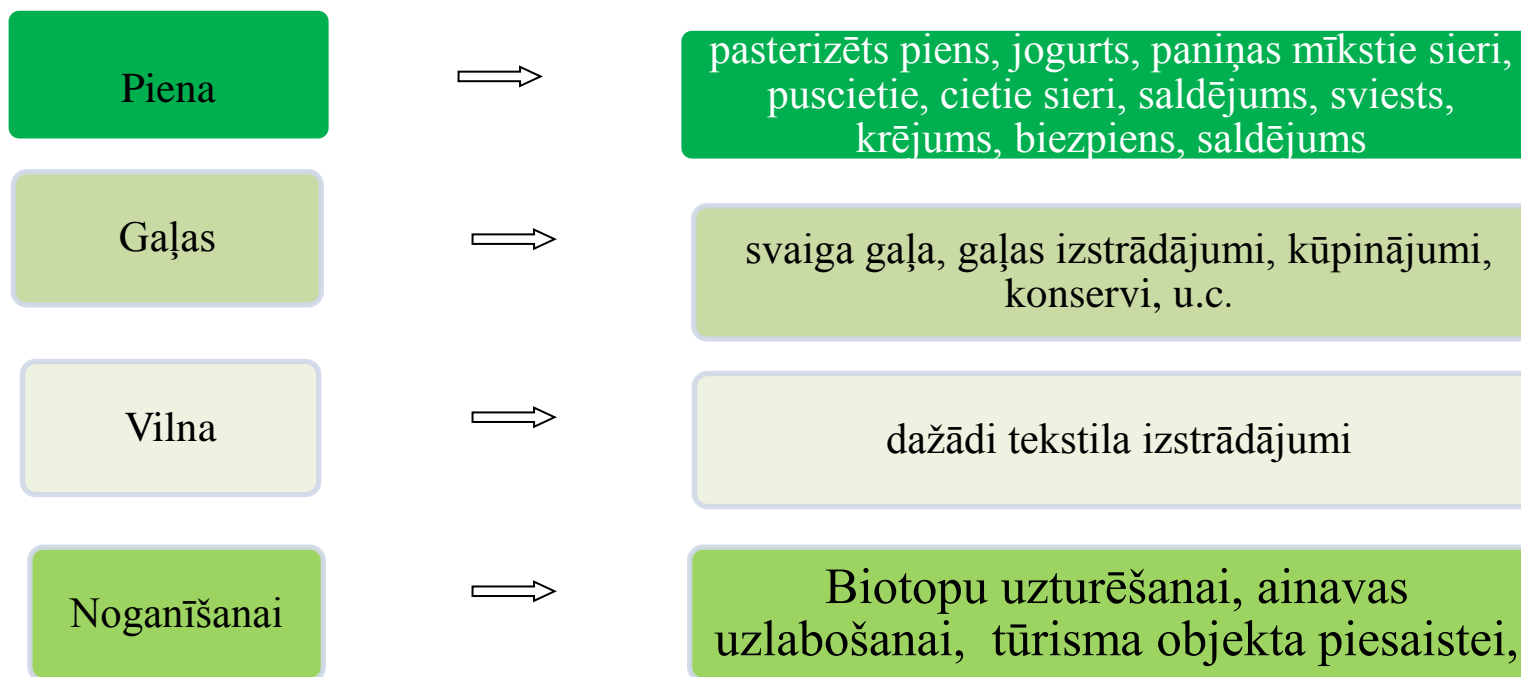 Piena
pasterizēts piens, jogurts, paniņas mīkstie sieri,
puscietie, cietie sieri, saldējums, sviests,
krējums, biezpiens, saldējums
Gaļas
svaiga gaļa, gaļas izstrādājumi, kūpinājumi,
konservi, u.c.
Vilna
dažādi tekstila izstrādājumi
Noganīšanai
Biotopu uzturēšanai, ainavas
uzlabošanai, tūrisma objekta piesaistei,